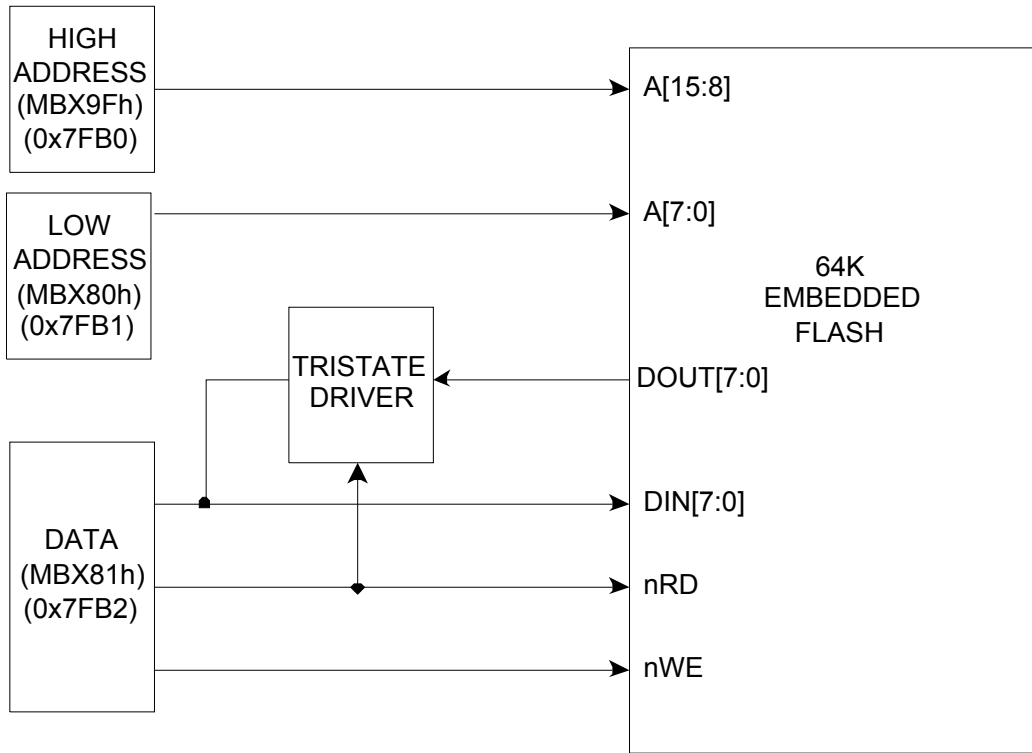 HIGH
ADDRESS
(MBX9Fh)
(0x7FB0)
A[15:8]
LOW
ADDRESS
(MBX80h)
(0x7FB1)
A[7:0]
64K
EMBEDDED
FLASH
TRISTATE
DRIVER
DOUT[7:0]
DATA
(MBX81h)
(0x7FB2)
DIN[7:0]
nRD
nWE